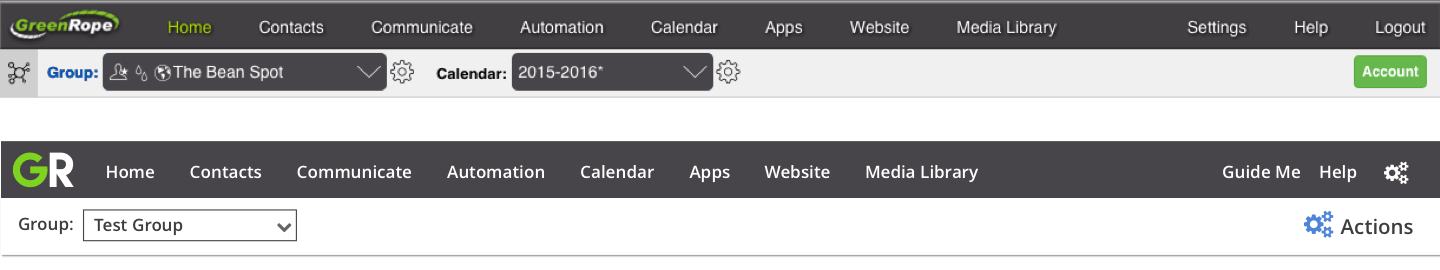 GreenRope Home Contacts Communicate Automation Calendar Apps Website Media Library Settings Help Logout
Group: The Bean Spot Calendar: 2015-2016* Account
GR Home Contacts Communicate Automation Calendar Apps Website Media Library Guide Me Help
Group: Test Group Actions